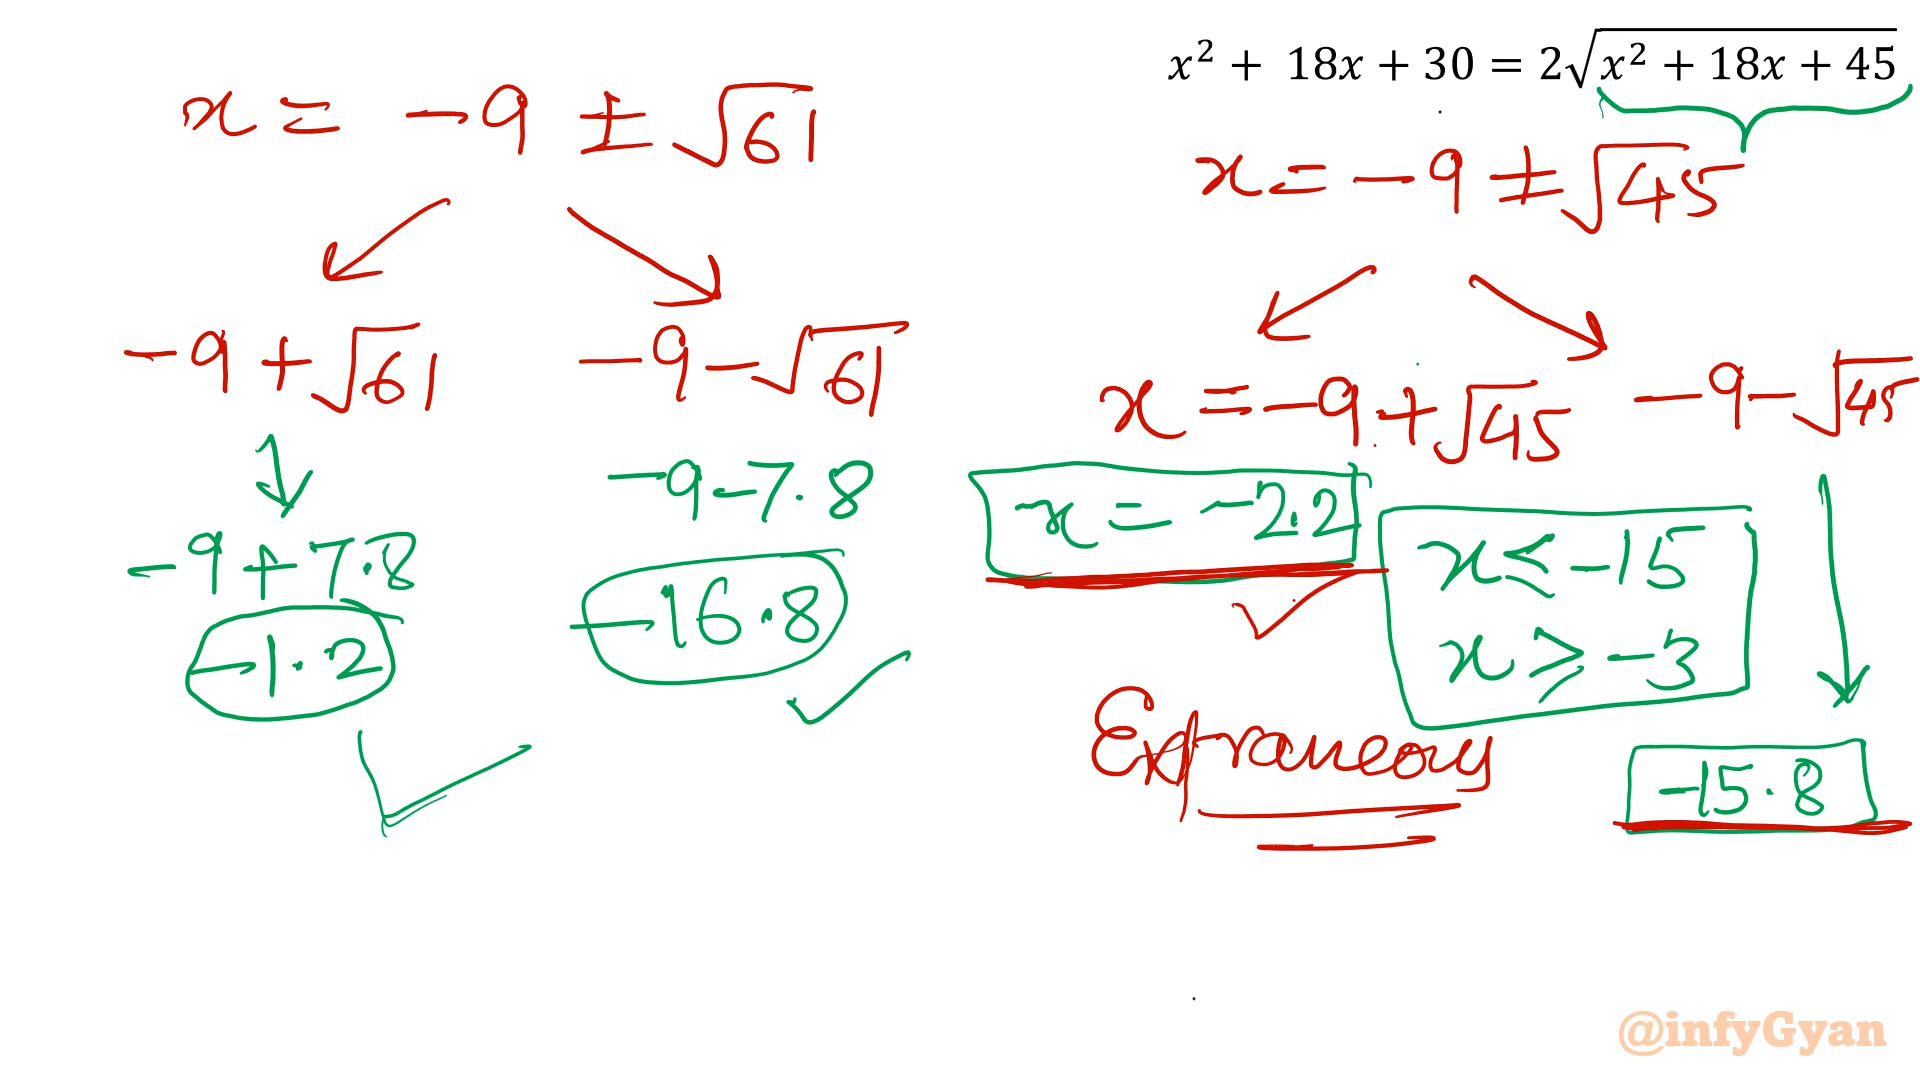 x² + 18x + 30 = 2√(x² + 18x + 45)
x = -9 ± √61
-9 + √61
-9 - √61
-9 + 7.8
-9 - 7.8
-1.2
-16.8
x = -9 ± √45
x = -9 + √45
-9 - √45
x = -2.2
x ≤ -15
x ≥ -3
Extraneous
-15.8
@infyGyan